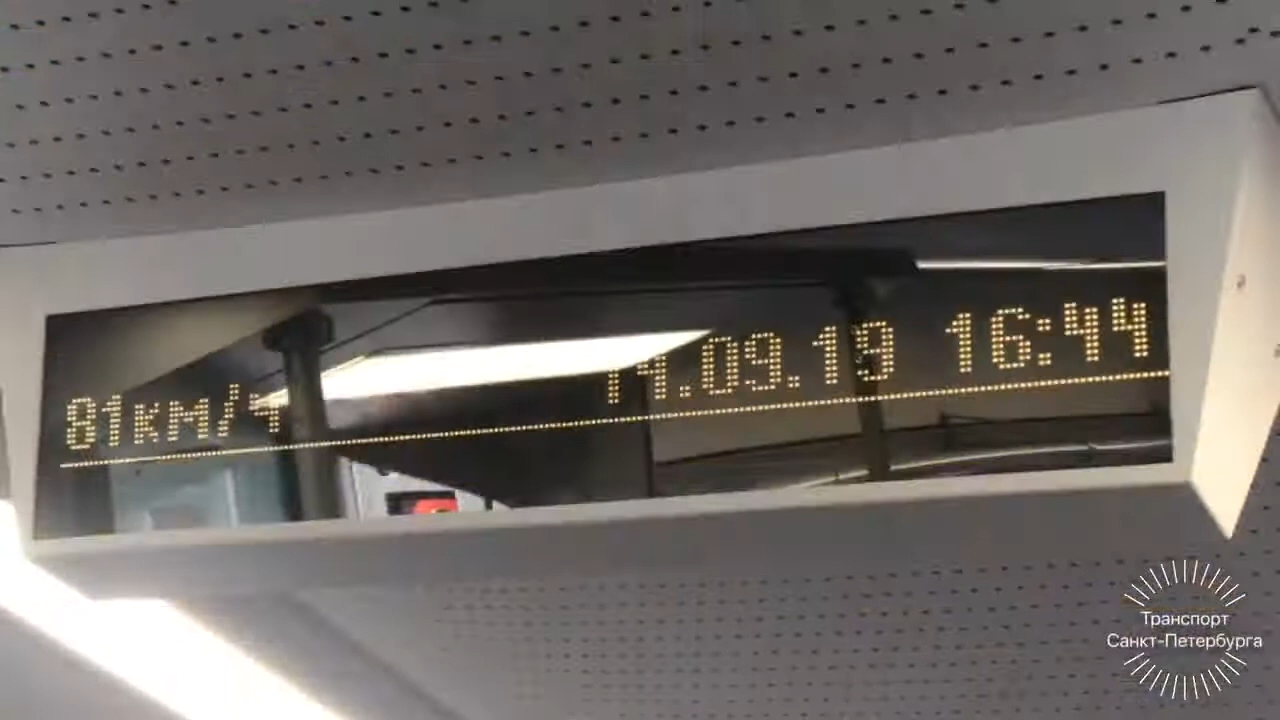 81км/ч 14.09.19 16:44
Транспорт
Санкт-Петербурга